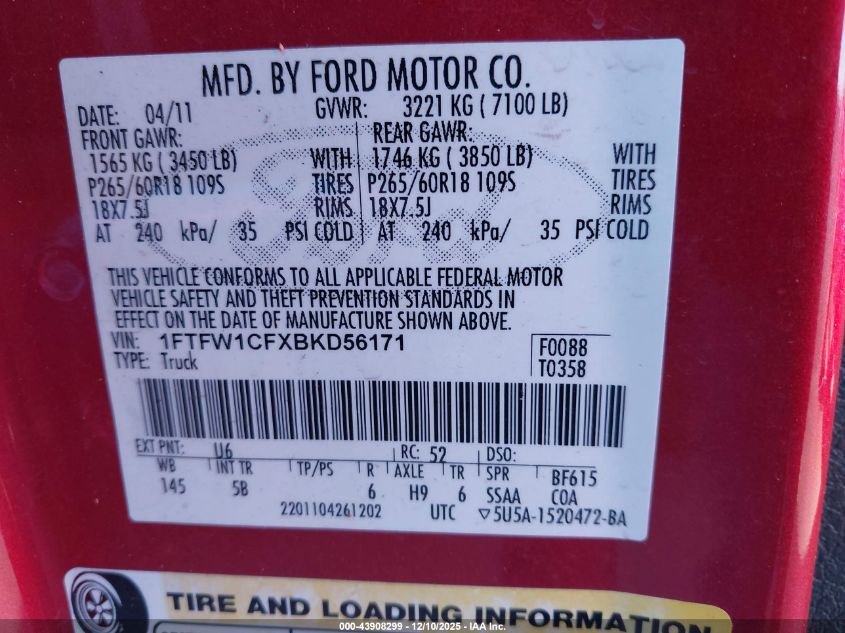 MFD. BY FORD MOTOR CO.
DATE: 04/11 GVWR: 3221 KG ( 7100 LB)
FRONT GAWR: REAR GAWR:
1565 KG ( 3450 LB) WITH 1746 KG ( 3850 LB) WITH
P265/60R18 109S TIRES P265/60R18 109S TIRES
18X7.5J RIMS 18X7.5J RIMS
AT 240 kPa/ 35 PSI COLD AT 240 kPa/ 35 PSI COLD
THIS VEHICLE CONFORMS TO ALL APPLICABLE FEDERAL MOTOR
VEHICLE SAFETY AND THEFT PREVENTION STANDARDS IN
EFFECT ON THE DATE OF MANUFACTURE SHOWN ABOVE.
VIN: 1FTFW1CFXBKD56171
TYPE: Truck
F0088
T0358
EXT PNT: U6 RC: 52 DSO:
WB INT TR TP/PS R AXLE TR SPR BF615
145 5B 6 H9 6 SSAA COA
2201104261202 UTC ▽5U5A-1520472-BA
TIRE AND LOADING INFORMATION
000-43908299 - 12/10/2025 - IAA Inc.